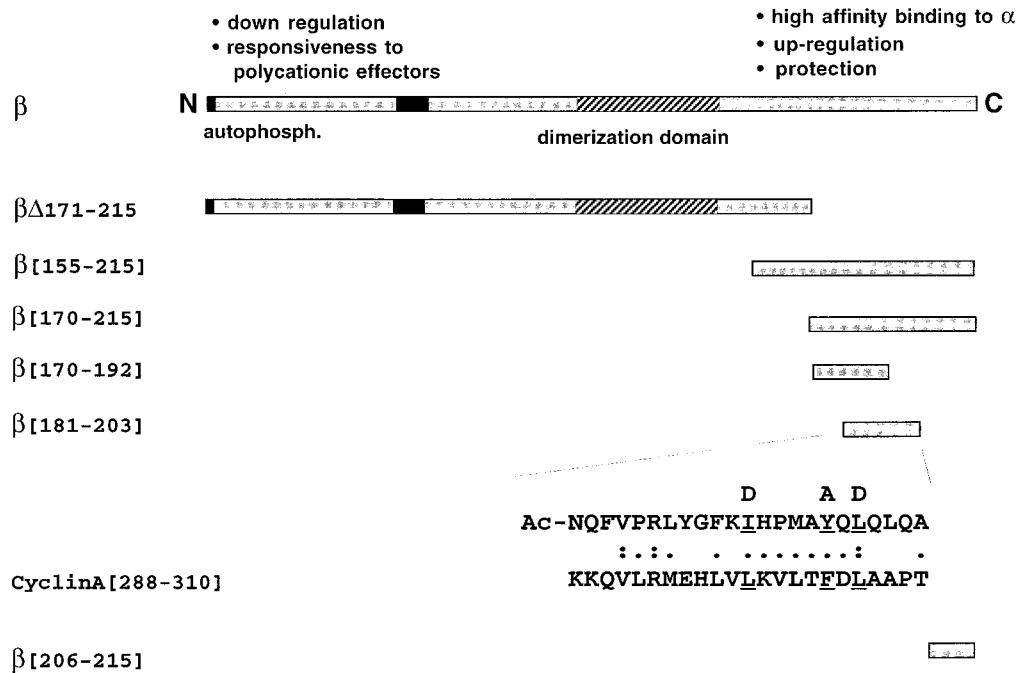 • down regulation
• responsiveness to
polycationic effectors
• high affinity binding to α
• up-regulation
• protection
β N C
autophosph.
dimerization domain
βΔ171-215
β[155-215]
β[170-215]
β[170-192]
β[181-203]
D A D
Ac-NQFVPRLYGFKIHPMAYQLQLQA
: . : . . . . . . . . . : .
CyclinA[288-310] KKQVLRMEHLVLKVLTFDLAAPT
β[206-215]